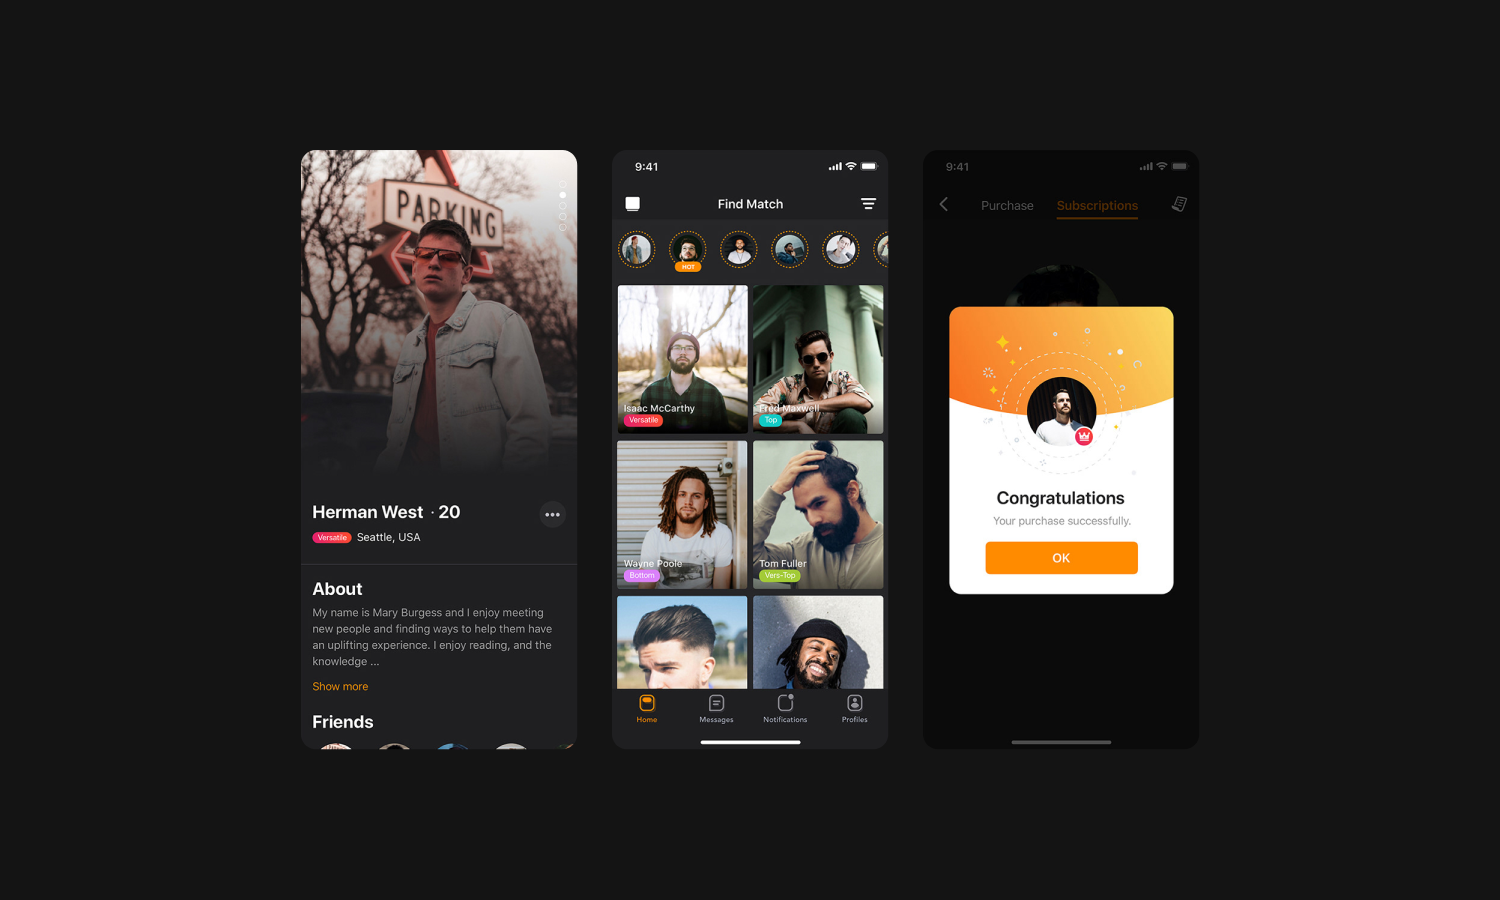 PARKING
Herman West · 20
Versatile Seattle, USA
About
My name is Mary Burgess and I enjoy meeting
new people and finding ways to help them have
an uplifting experience. I enjoy reading, and the
knowledge ...
Show more
Friends
9:41
Find Match
HOT
Isaac McCarthy
Versatile
Fred Maxwell
Top
Wayne Poole
Bottom
Tom Fuller
Vers-Top
Home Messages Notifications Profiles
9:41
Purchase Subscriptions
Congratulations
Your purchase successfully.
OK